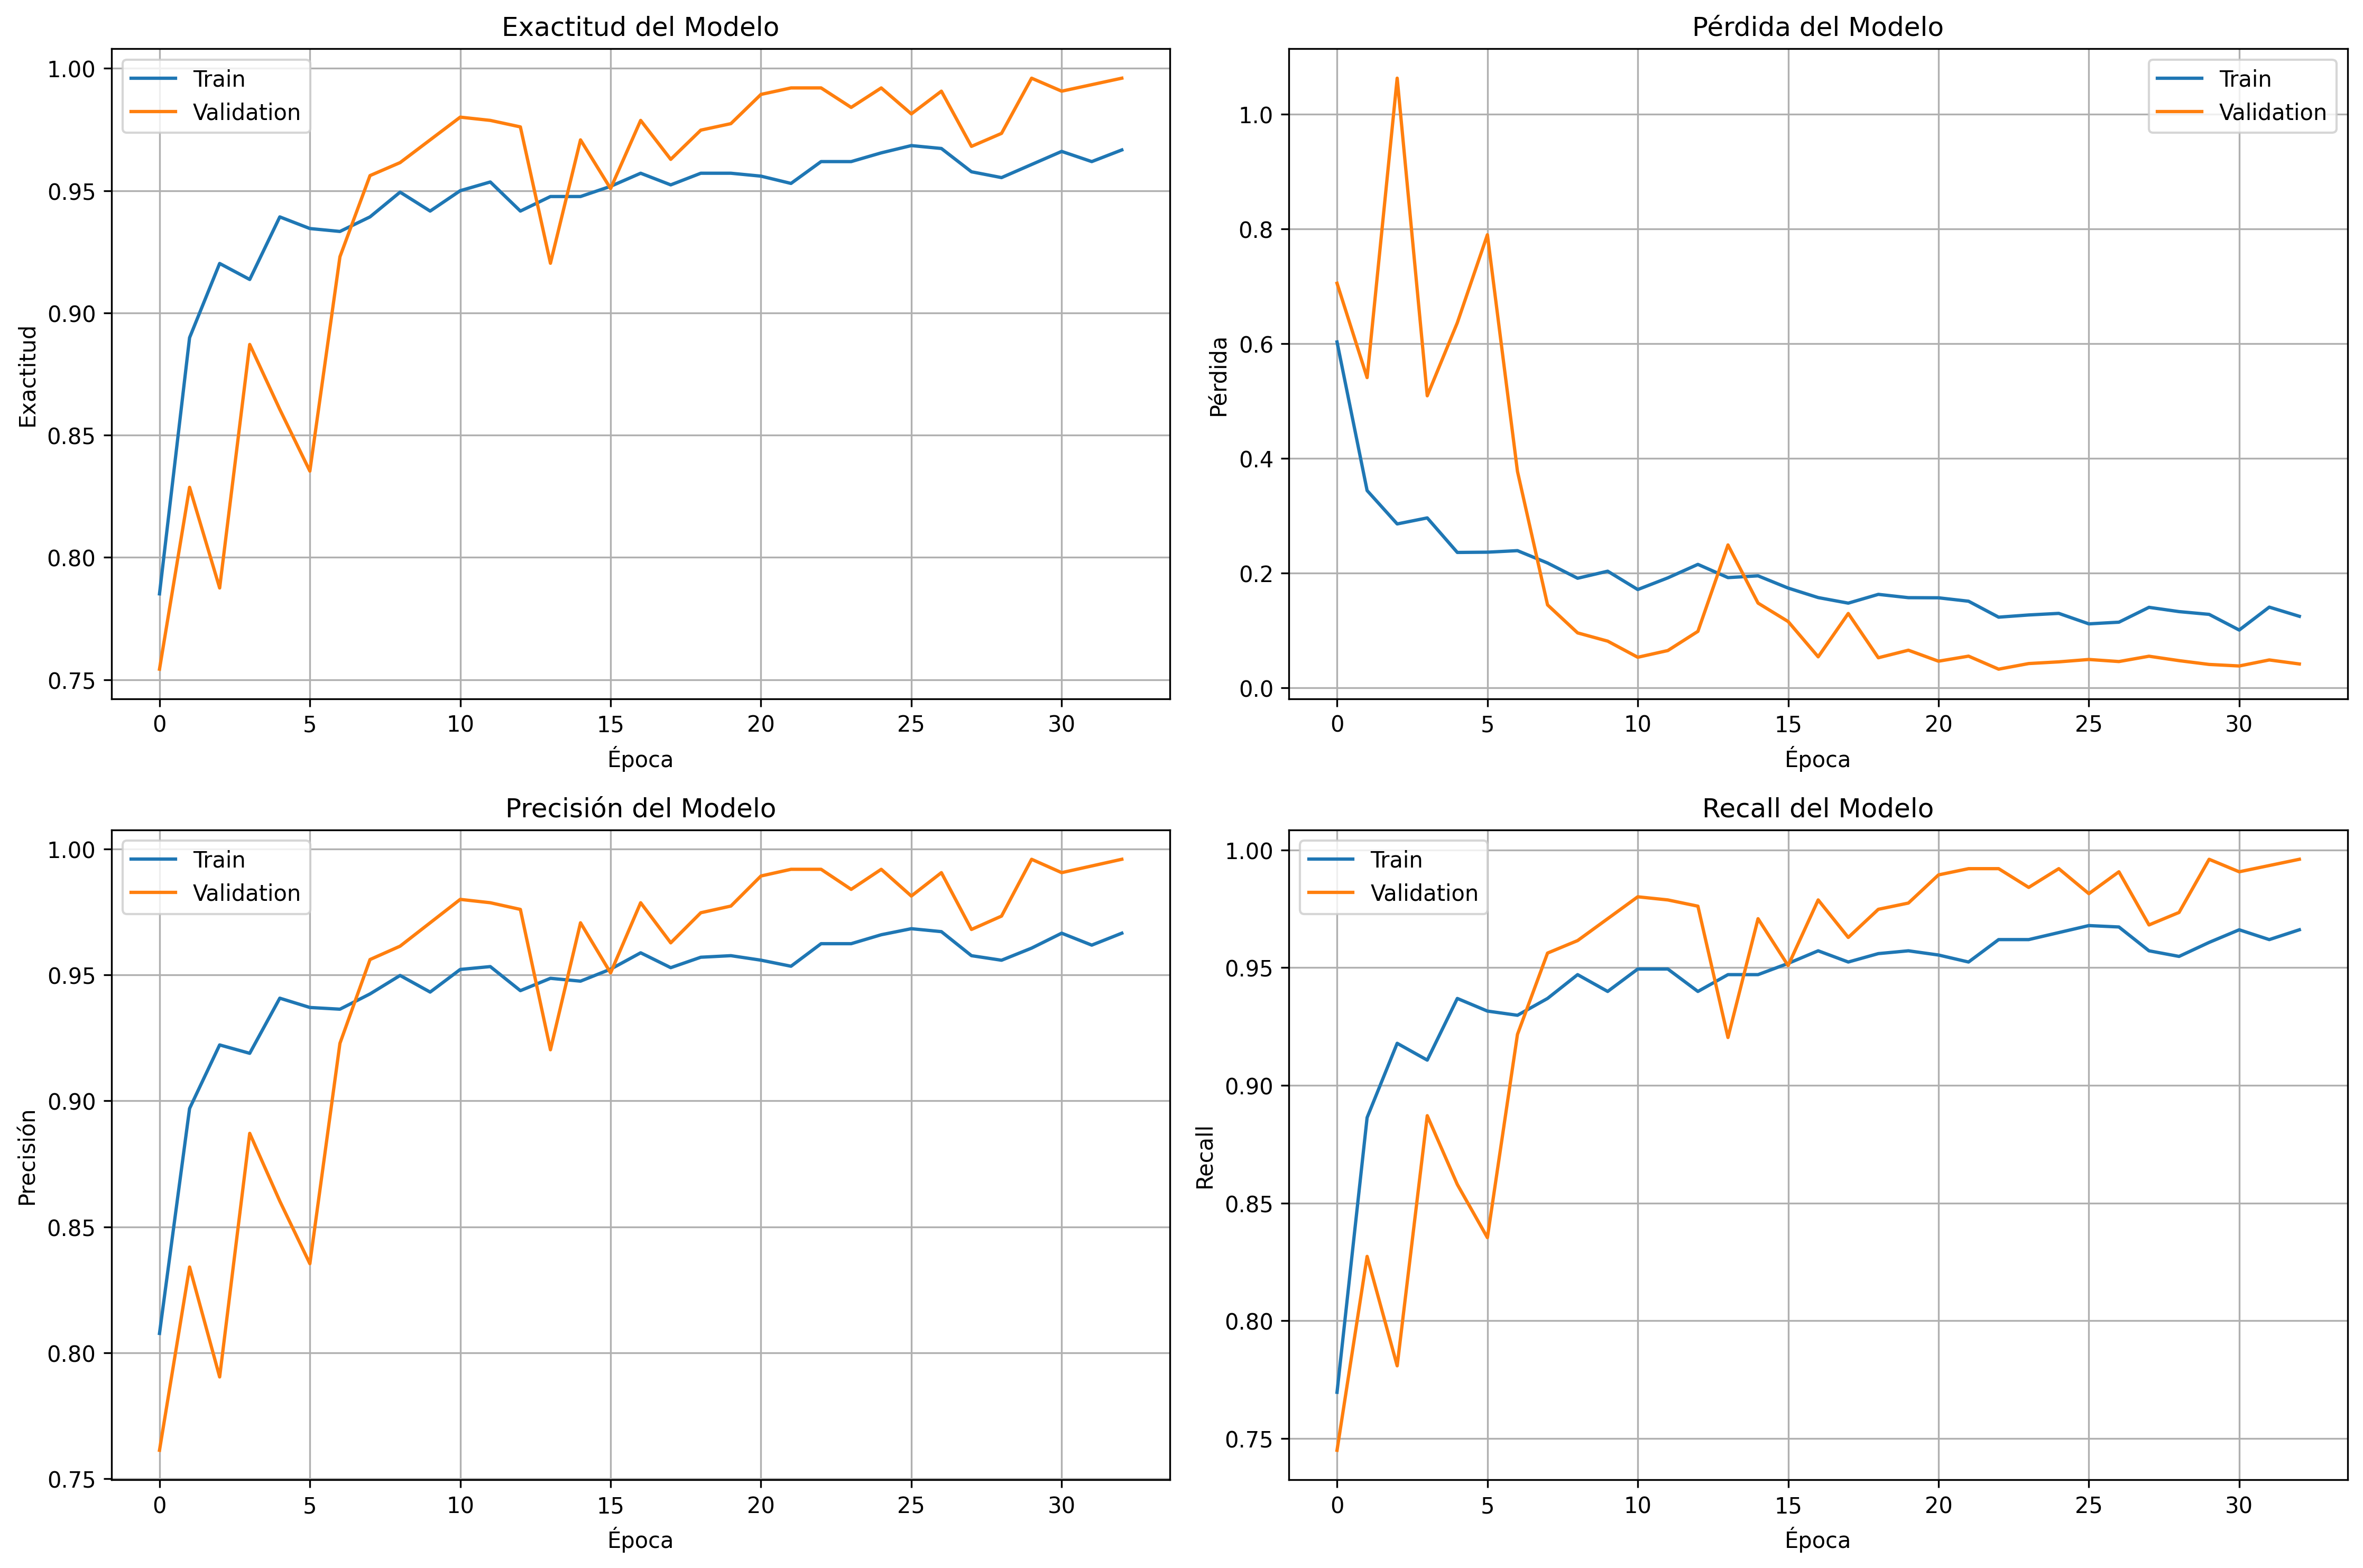 Exactitud del Modelo
Train
Validation
1.00
0.95
0.90
0.85
0.80
0.75
Exactitud
0 5 10 15 20 25 30
Época
Pérdida del Modelo
Train
Validation
1.0
0.8
0.6
0.4
0.2
0.0
Pérdida
0 5 10 15 20 25 30
Época
Precisión del Modelo
Train
Validation
1.00
0.95
0.90
0.85
0.80
0.75
Precisión
0 5 10 15 20 25 30
Época
Recall del Modelo
Train
Validation
1.00
0.95
0.90
0.85
0.80
0.75
Recall
0 5 10 15 20 25 30
Época